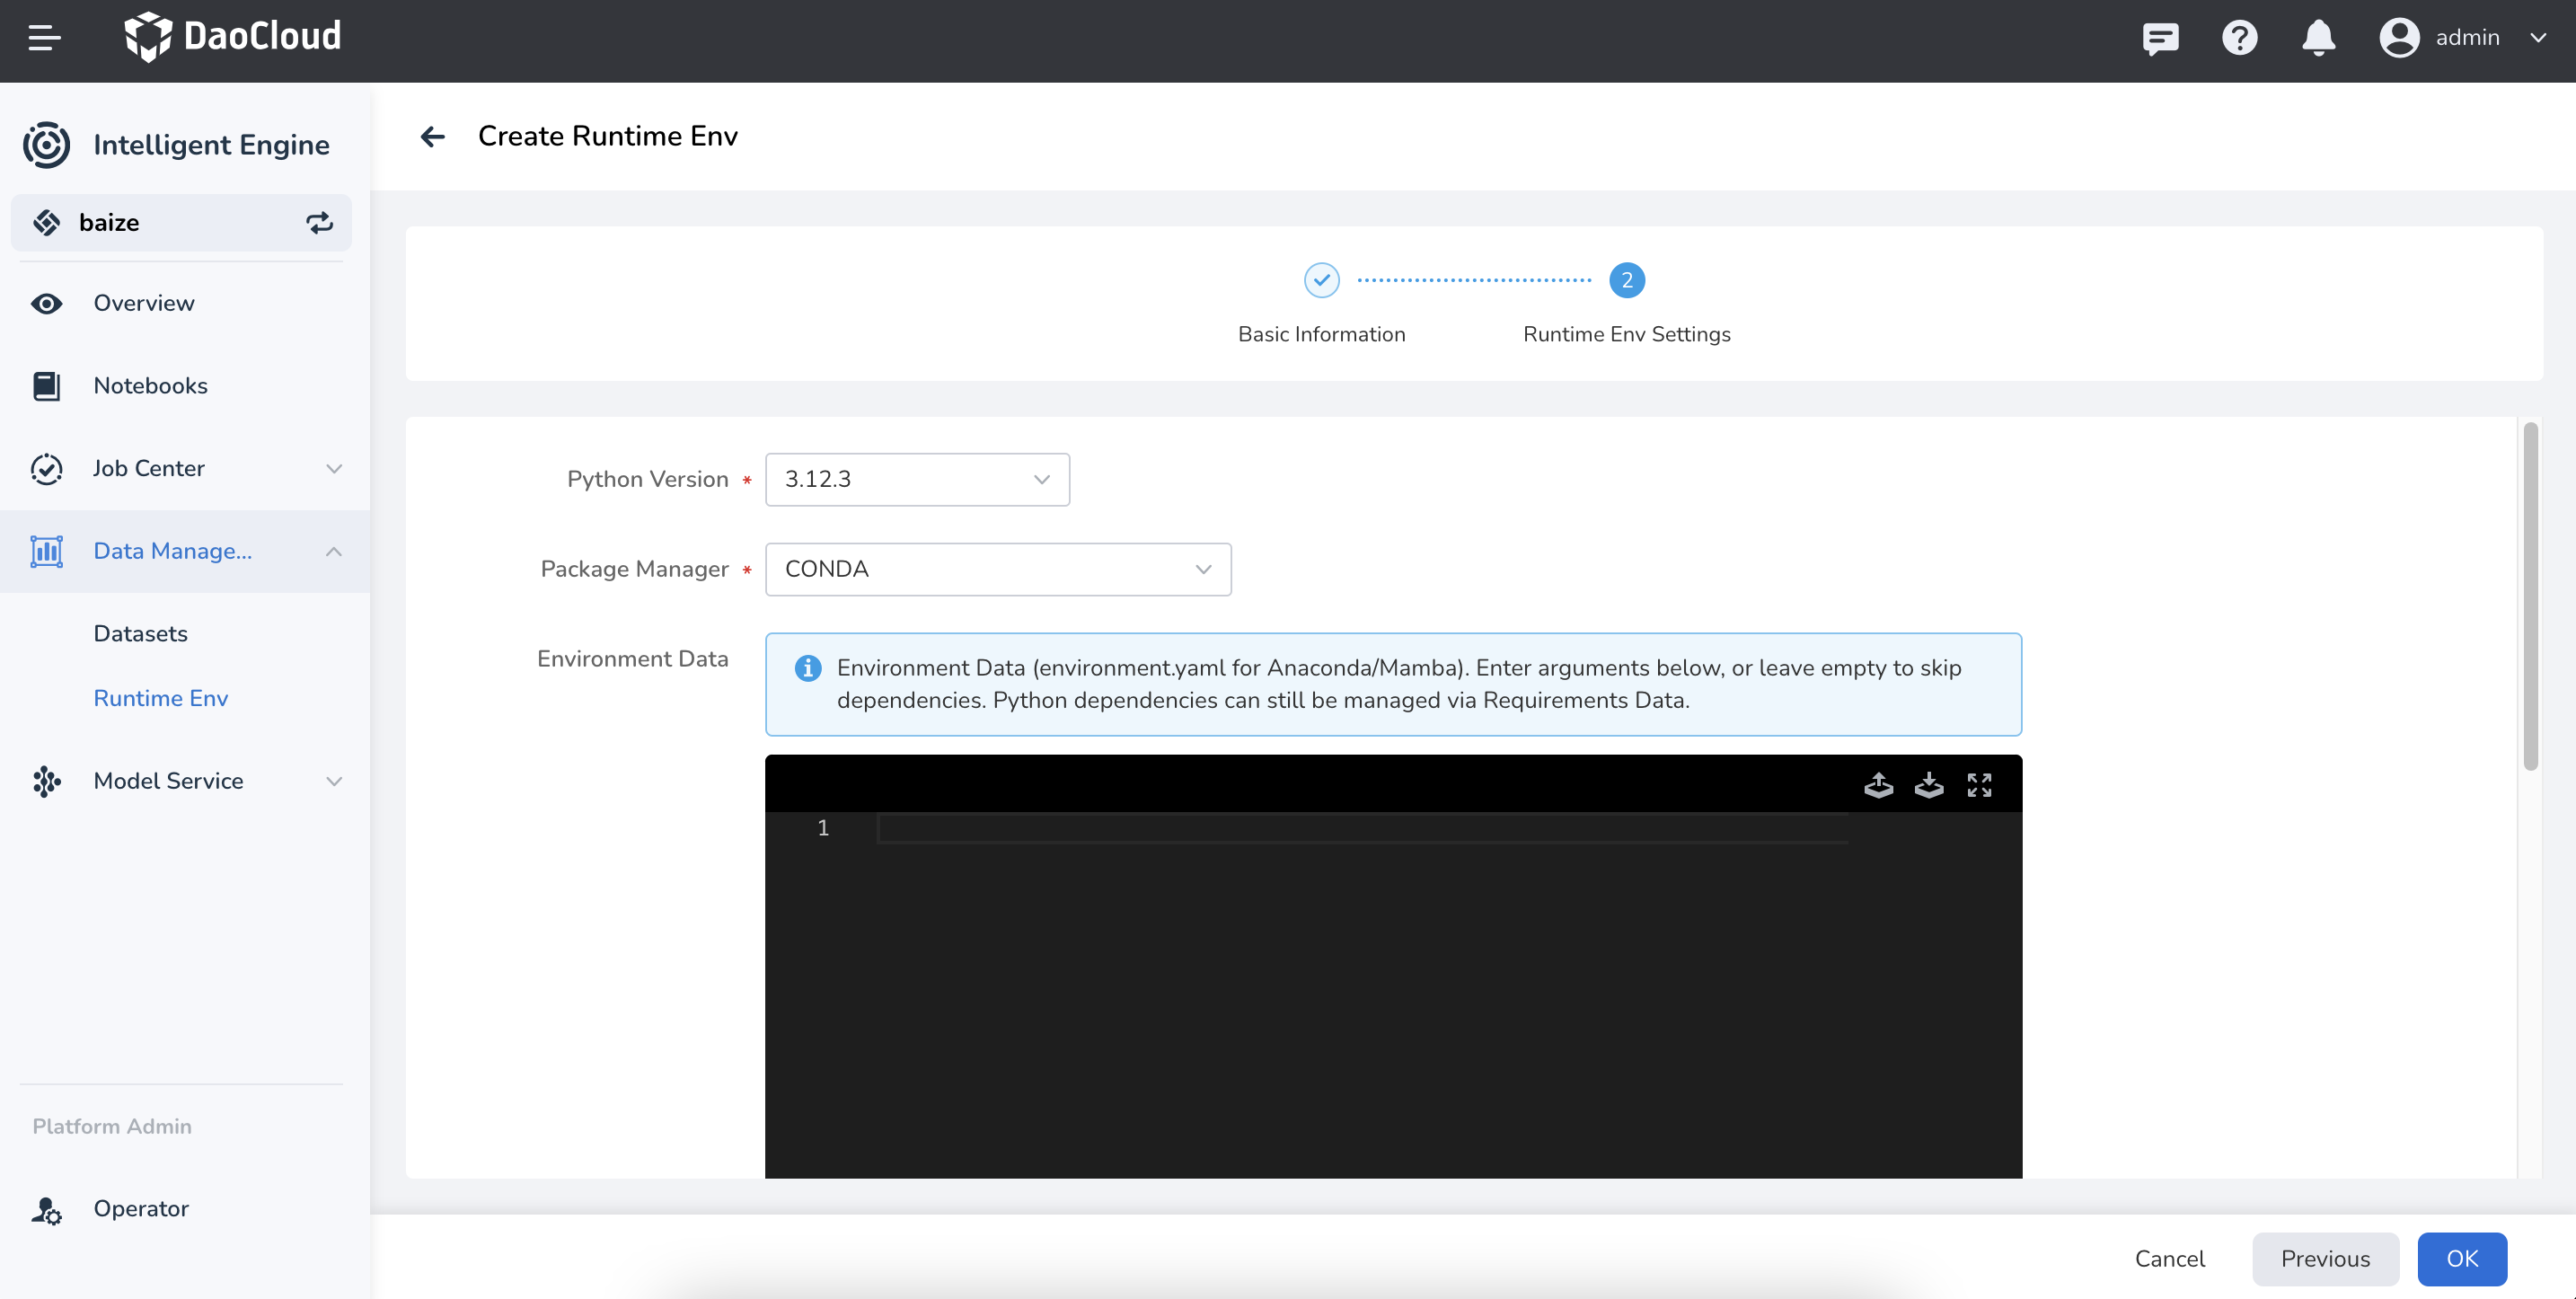 DaoCloud
admin
Intelligent Engine
baize
Overview
Notebooks
Job Center
Data Manage...
Datasets
Runtime Env
Model Service
Platform Admin
Operator
Create Runtime Env
2
Basic Information
Runtime Env Settings
Python Version *
3.12.3
Package Manager *
CONDA
Environment Data
Environment Data (environment.yaml for Anaconda/Mamba). Enter arguments below, or leave empty to skip
dependencies. Python dependencies can still be managed via Requirements Data.
1
Cancel
Previous
OK